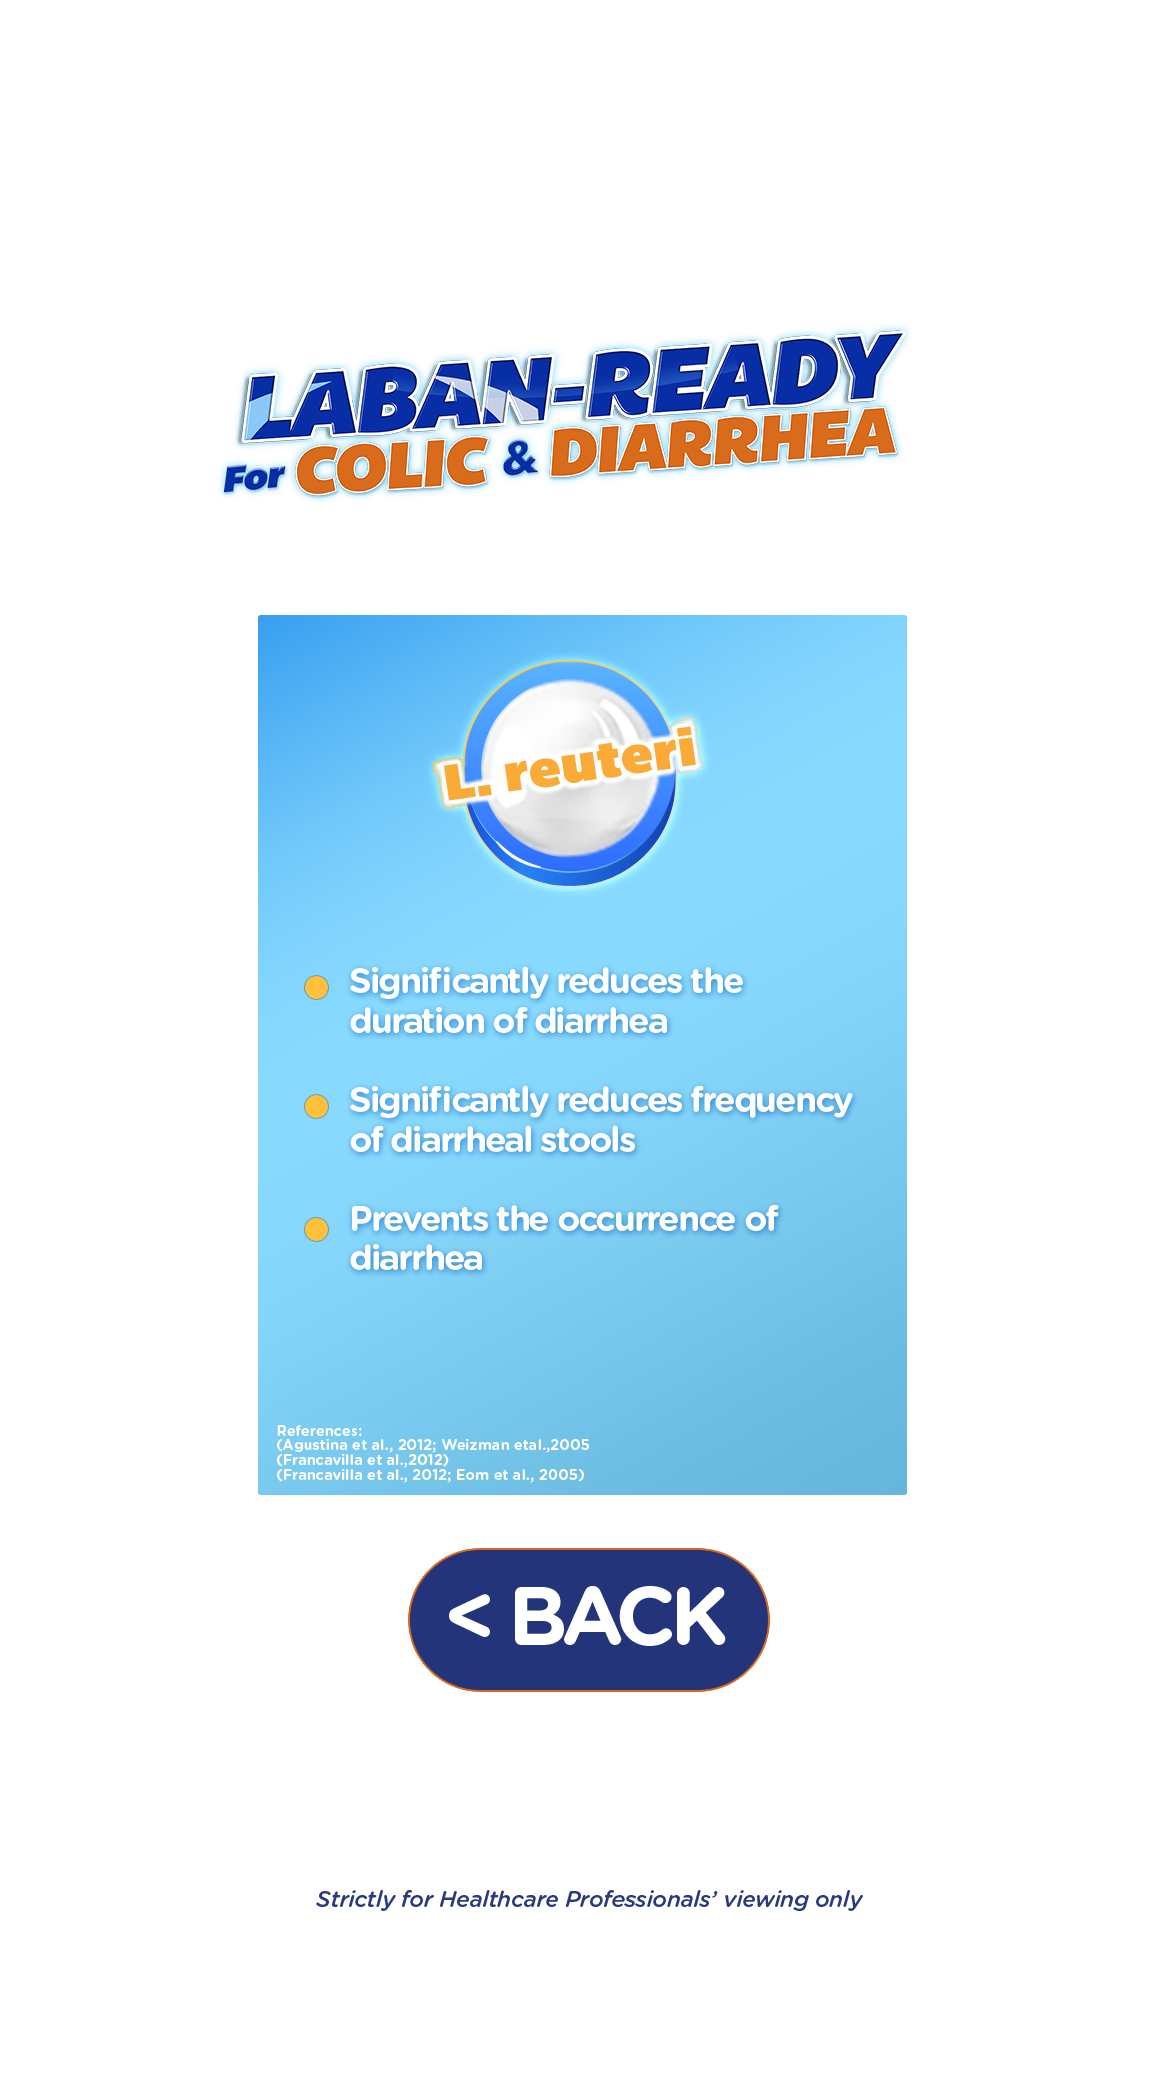 LABAN-READY
For COLIC & DIARRHEA
L. reuteri
Significantly reduces the
duration of diarrhea
Significantly reduces frequency
of diarrheal stools
Prevents the occurrence of
diarrhea
References:
(Agustina et al., 2012; Weizman etal.,2005
(Francavilla et al.,2012)
(Francavilla et al., 2012; Eom et al., 2005)
< BACK
Strictly for Healthcare Professionals’ viewing only